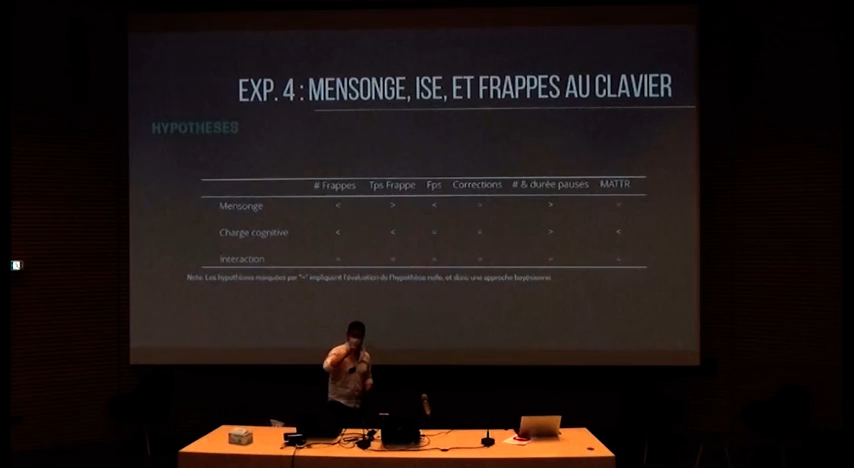 EXP. 4 : MENSONGE, ISE, ET FRAPPES AU CLAVIER
HYPOTHESES
# Frappes Tps Frappe Fps Corrections # & durée pauses MATTR
Mensonge < > < = > =
Charge cognitive < < = = > <
Interaction = = = = = =
Note. Les hypothèses marquées par "=" impliquent l'évaluation de l'hypothèse nulle, et donc une approche bayésienne.